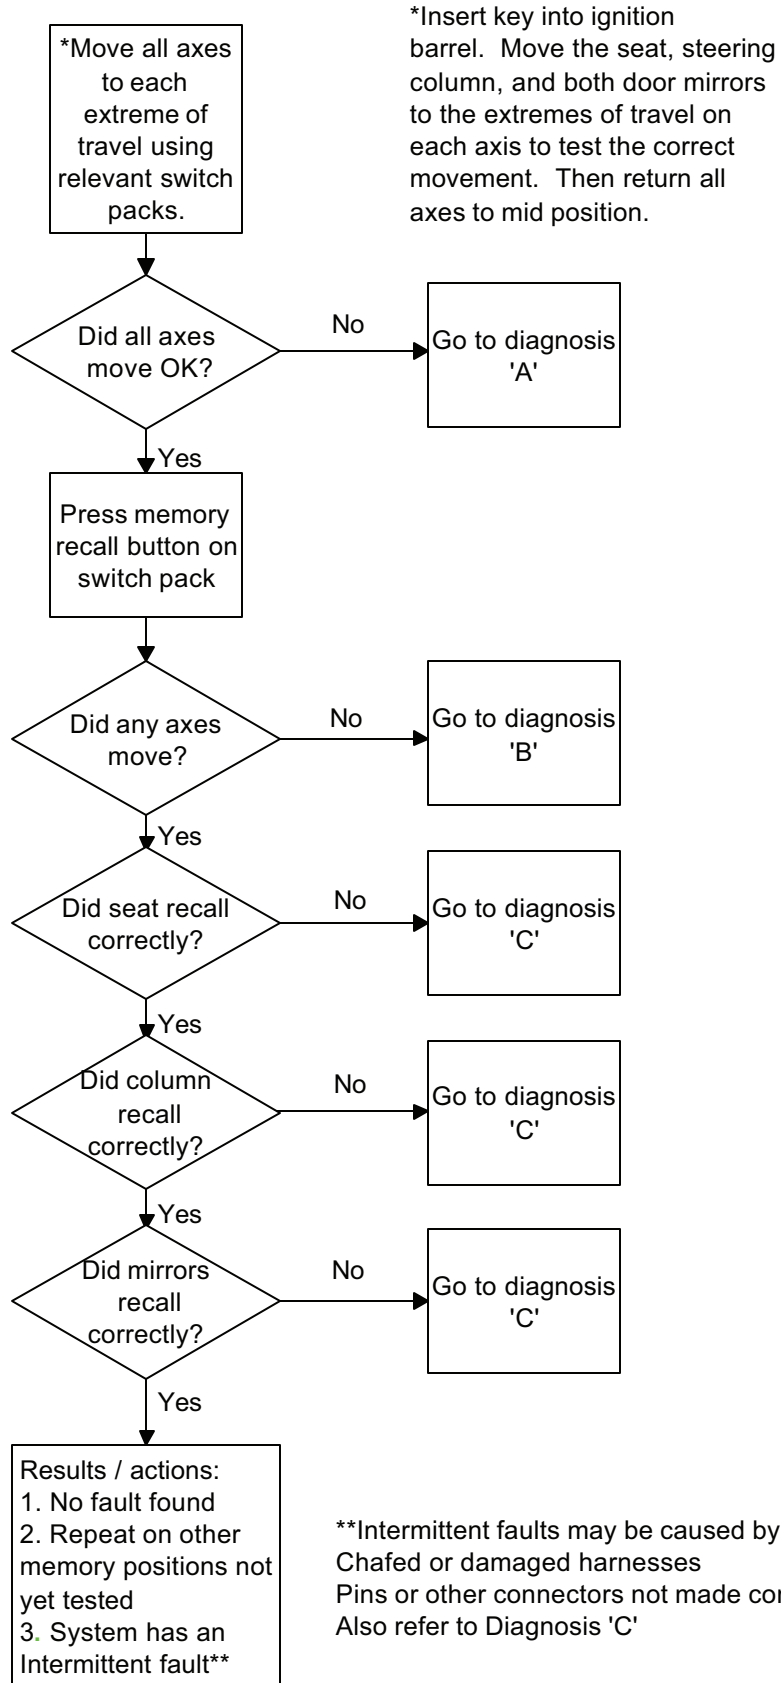 *Move all axes
to each
extreme of
travel using
relevant switch
packs.
*Insert key into ignition
barrel.  Move the seat, steering
column, and both door mirrors
to the extremes of travel on
each axis to test the correct
movement.  Then return all
axes to mid position.
Did all axes
move OK?
No
Go to diagnosis
'A'
Yes
Press memory
recall button on
switch pack
Did any axes
move?
No
Go to diagnosis
'B'
Yes
Did seat recall
correctly?
No
Go to diagnosis
'C'
Yes
Did column
recall
correctly?
No
Go to diagnosis
'C'
Yes
Did mirrors
recall
correctly?
No
Go to diagnosis
'C'
Yes
Results / actions:
1. No fault found
2. Repeat on other
memory positions not
yet tested
3. System has an
Intermittent fault**
**Intermittent faults may be caused by
Chafed or damaged harnesses
Pins or other connectors not made
Also refer to Diagnosis 'C'